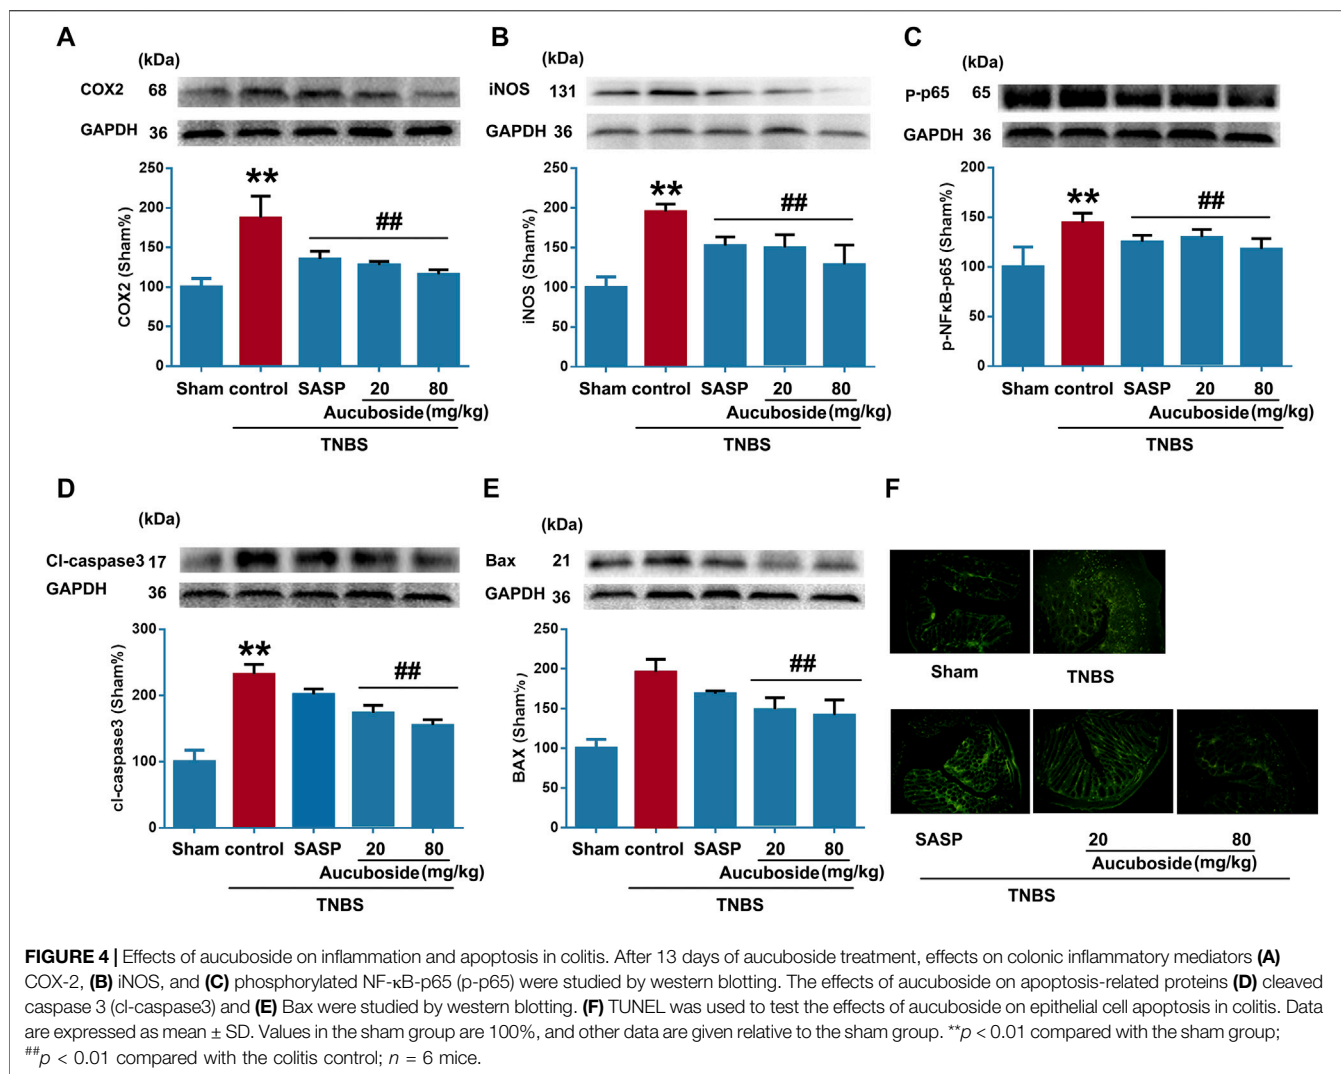 A
(kDa)
COX2 68
GAPDH 36
250
200
150
100
50
0
COX2 (Sham%)
**
##
Sham control SASP 20 80
Aucuboside (mg/kg)
TNBS
B
(kDa)
iNOS 131
GAPDH 36
250
200
150
100
50
0
iNOS (Sham%)
**
##
Sham control SASP 20 80
Aucuboside (mg/kg)
TNBS
C
(kDa)
P-p65 65
GAPDH 36
200
150
100
50
0
p-NFκB-p65 (Sham%)
**
##
Sham control SASP 20 80
Aucuboside (mg/kg)
TNBS
D
(kDa)
Cl-caspase3 17
GAPDH 36
300
200
100
0
cl-caspase3 (Sham%)
**
##
Sham control SASP 20 80
Aucuboside (mg/kg)
TNBS
E
(kDa)
Bax 21
GAPDH 36
250
200
150
100
50
0
BAX (Sham%)
##
Sham control SASP 20 80
Aucuboside (mg/kg)
TNBS
F
Sham TNBS
SASP 20 80
Aucuboside mg/kg)
TNBS
FIGURE 4 | Effects of aucuboside on inflammation and apoptosis in colitis. After 13 days of aucuboside treatment, effects on colonic inflammatory mediators (A)
COX-2, (B) iNOS, and (C) phosphorylated NF-κB-p65 (p-p65) were studied by western blotting. The effects of aucuboside on apoptosis-related proteins (D) cleaved
caspase 3 (cl-caspase3) and (E) Bax were studied by western blotting. (F) TUNEL was used to test the effects of aucuboside on epithelial cell apoptosis in colitis. Data
are expressed as mean ± SD. Values in the sham group are 100%, and other data are given relative to the sham group. **p < 0.01 compared with the sham group;
##p < 0.01 compared with the colitis control; n = 6 mice.